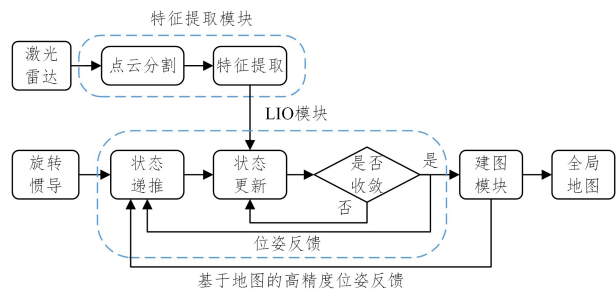 特征提取模块
激光
雷达
点云分割
特征提取
LIO模块
旋转
惯导
状态
递推
状态
更新
是否
收敛
是
否
建图
模块
全局
地图
位姿反馈
基于地图的高精度位姿反馈